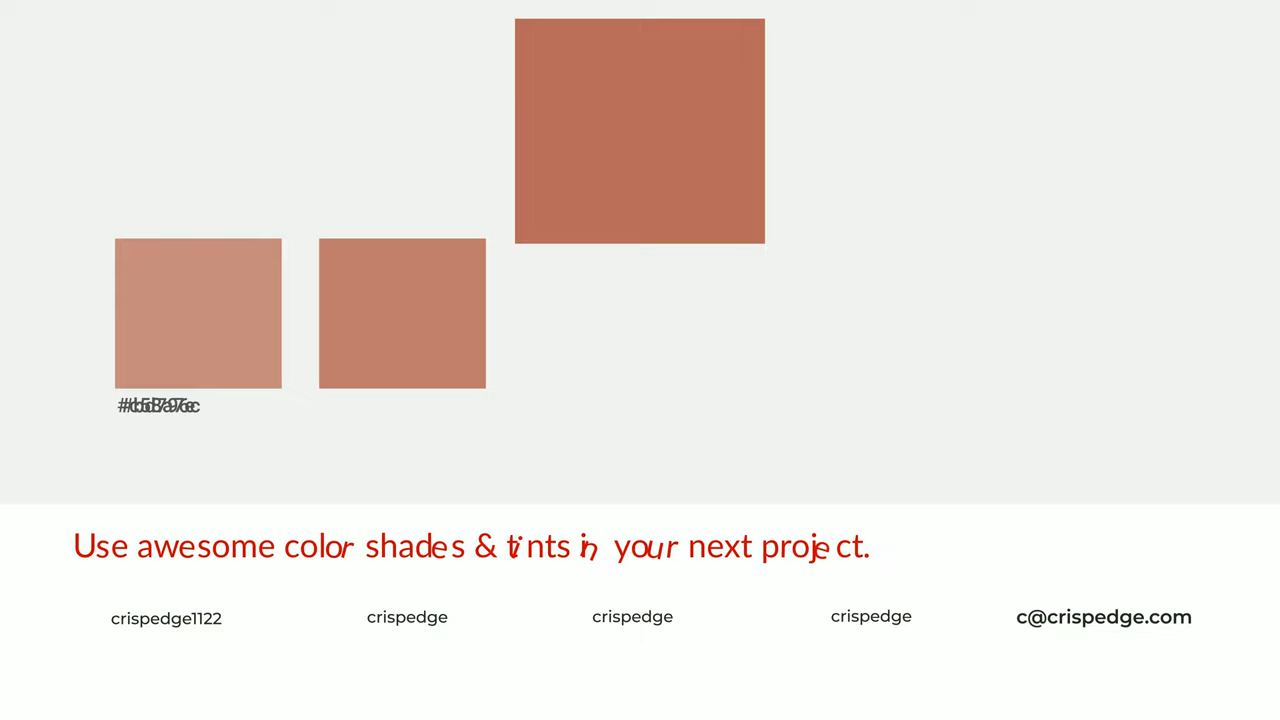 Use awesome color shades & tints in your next project.
crispedge1122 crispedge crispedge crispedge c@crispedge.com